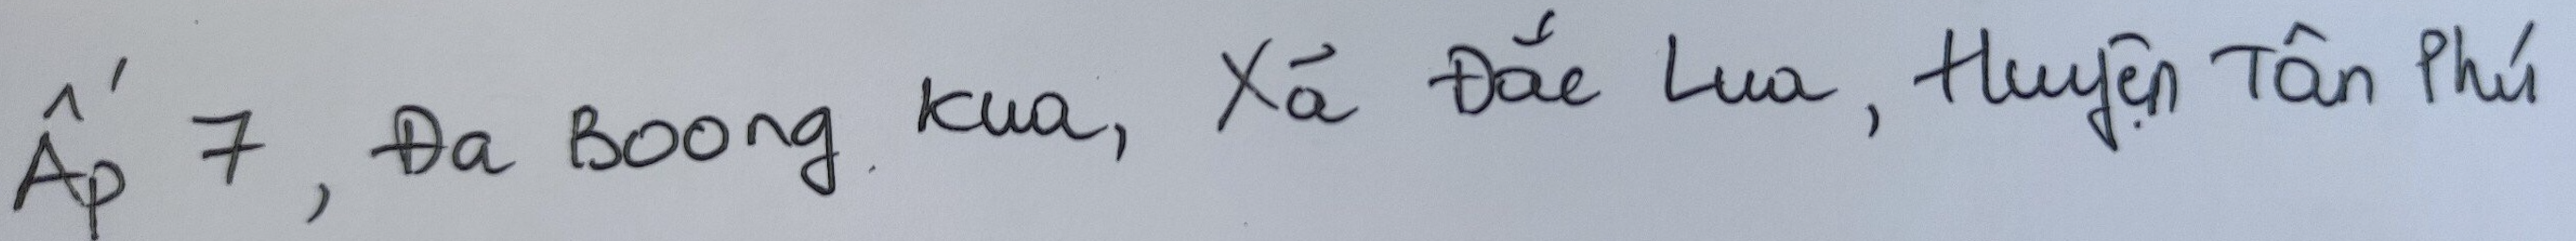 Ấp 7, Đa Boong Kua, Xã Đắc Lua, Huyện Tân Phú